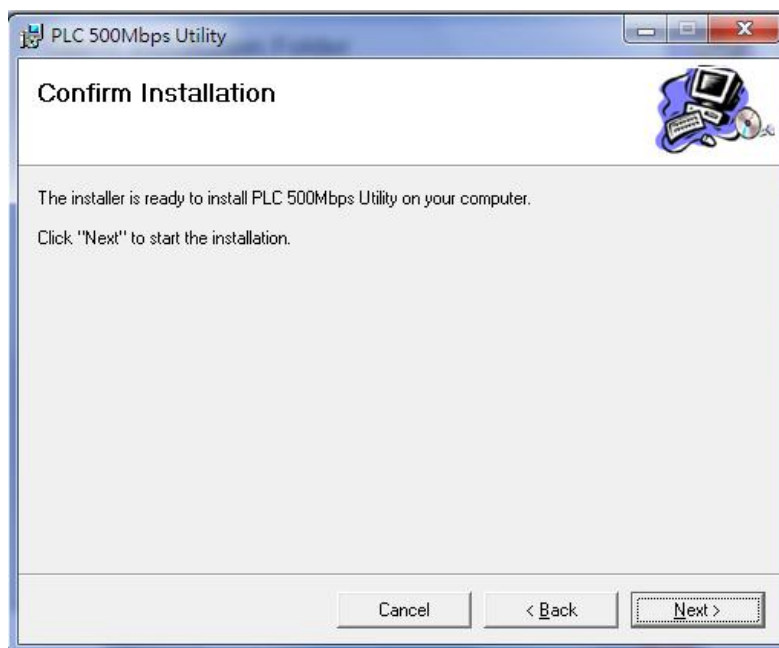 PLC 500Mbps Utility
Confirm Installation
The installer is ready to install PLC 500Mbps Utility on your computer.
Click "Next" to start the installation.
Cancel
< Back
Next >